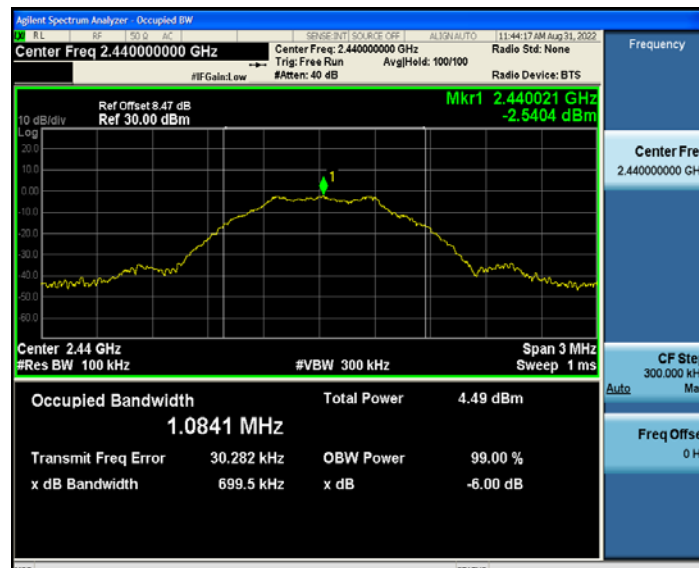 Agilent Spectrum Analyzer - Occupied BW
RL RF 50 Ω AC SENSE:INT SOURCE OFF ALIGN AUTO 11:44:17 AM Aug 31, 2022
Center Freq 2.440000000 GHz
Center Freq: 2.440000000 GHz
Radio Std: None
Trig: Free Run Avg|Hold: 100/100
#IFGain:Low
#Atten: 40 dB
Radio Device: BTS
Frequency
Mkr1 2.440021 GHz
-2.5404 dBm
Ref Offset 8.47 dB
10 dB/div Ref 30.00 dBm
Log
20.0
10.0
0.00
-10.0
-20.0
-30.0
-40.0
-50.0
-60.0
1
Center 2.44 GHz
Span 3 MHz
#Res BW 100 kHz
#VBW 300 kHz
Sweep 1 ms
Occupied Bandwidth
1.0841 MHz
Total Power 4.49 dBm
Transmit Freq Error 30.282 kHz
OBW Power 99.00 %
x dB Bandwidth 699.5 kHz
x dB -6.00 dB
Center Fre
2.440000000 GH
CF Ste
300.000 kH
Auto Ma
Freq Offse
0 H